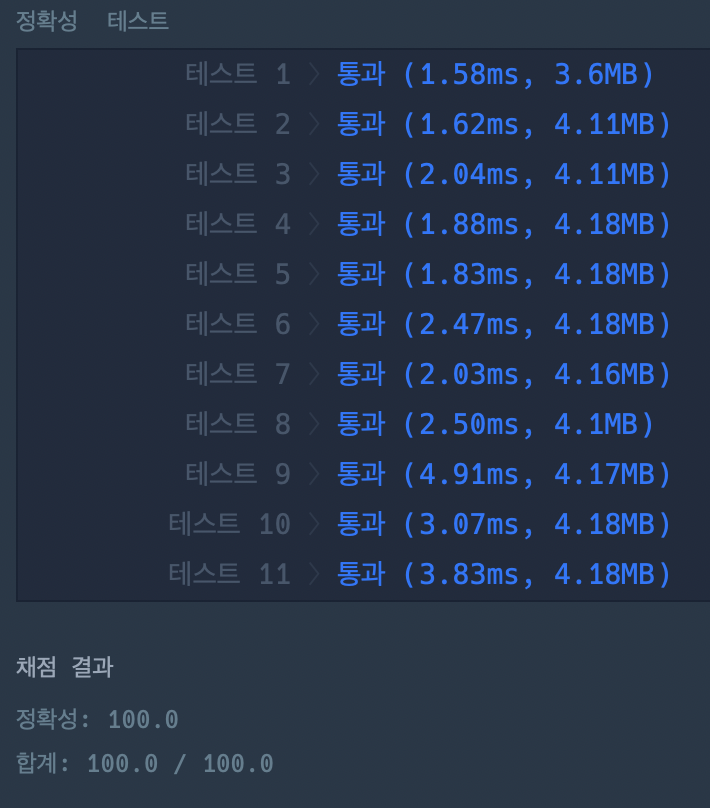 정확성 테스트
테스트 1 〉 통과 (1.58ms, 3.6MB)
테스트 2 〉 통과 (1.62ms, 4.11MB)
테스트 3 〉 통과 (2.04ms, 4.11MB)
테스트 4 〉 통과 (1.88ms, 4.18MB)
테스트 5 〉 통과 (1.83ms, 4.18MB)
테스트 6 〉 통과 (2.47ms, 4.18MB)
테스트 7 〉 통과 (2.03ms, 4.16MB)
테스트 8 〉 통과 (2.50ms, 4.1MB)
테스트 9 〉 통과 (4.91ms, 4.17MB)
테스트 10 〉 통과 (3.07ms, 4.18MB)
테스트 11 〉 통과 (3.83ms, 4.18MB)
채점 결과
정확성: 100.0
합계: 100.0 / 100.0